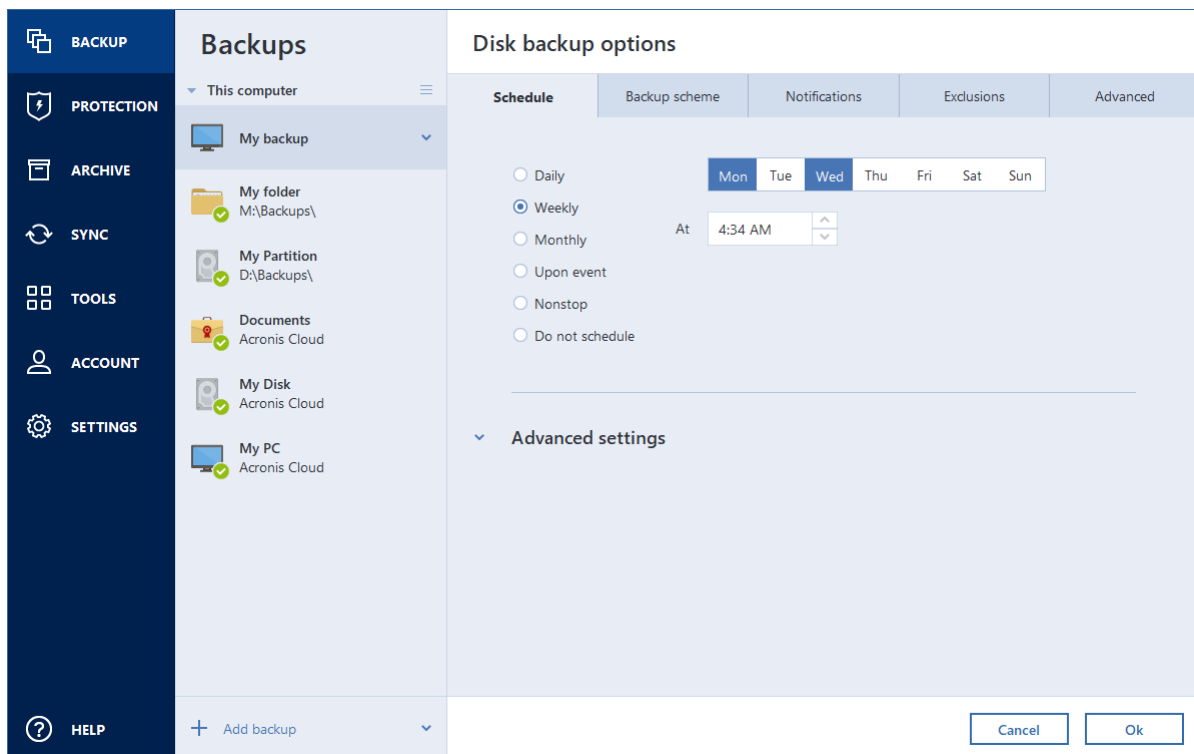 BACKUP
PROTECTION
ARCHIVE
SYNC
TOOLS
ACCOUNT
SETTINGS
HELP
Backups
This computer
My backup
My folder
M:\Backups\
My Partition
D:\Backups\
Documents
Acronis Cloud
My Disk
Acronis Cloud
My PC
Acronis Cloud
Add backup
Disk backup options
Schedule Backup scheme Notifications Exclusions Advanced
Daily
Weekly
Monthly
Upon event
Nonstop
Do not schedule
Mon Tue Wed Thu Fri Sat Sun
At 4:34 AM
Advanced settings
Cancel Ok